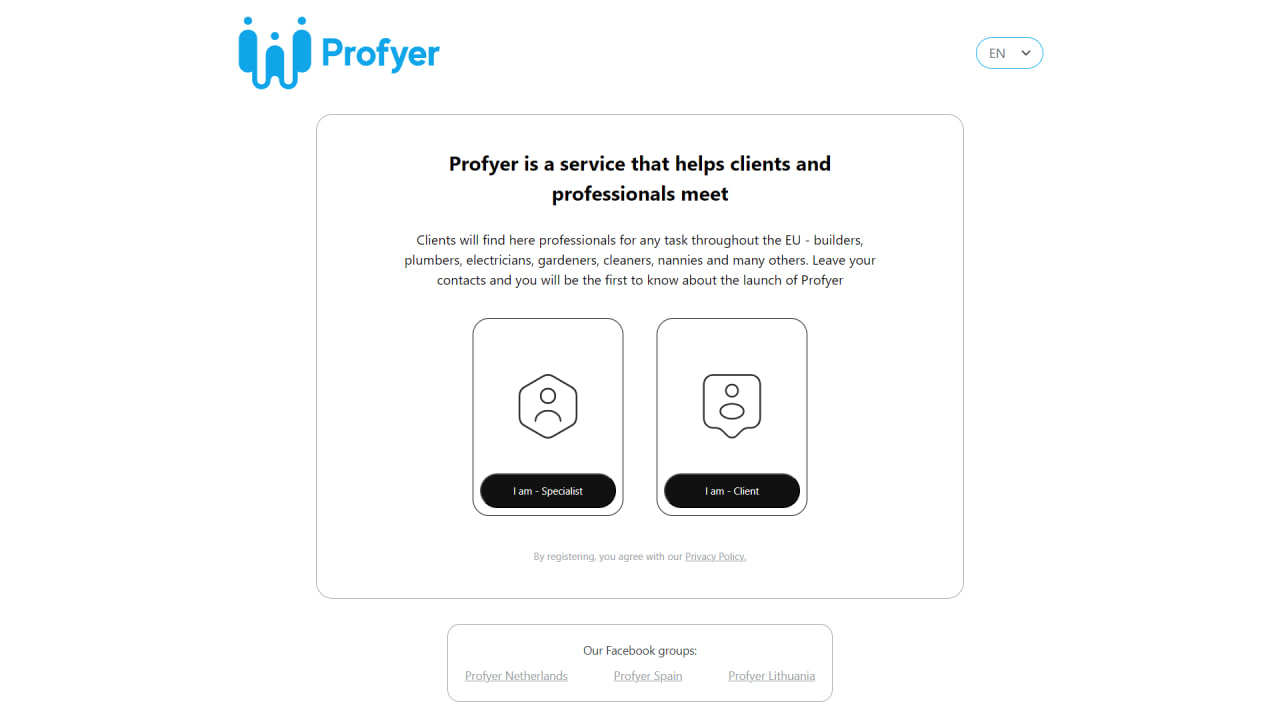 Profyer
EN
Profyer is a service that helps clients and
professionals meet
Clients will find here professionals for any task throughout the EU - builders,
plumbers, electricians, gardeners, cleaners, nannies and many others. Leave your
contacts and you will be the first to know about the launch of Profyer
I am - Specialist
I am - Client
By registering, you agree with our Privacy Policy.
Our Facebook groups:
Profyer Netherlands
Profyer Spain
Profyer Lithuania